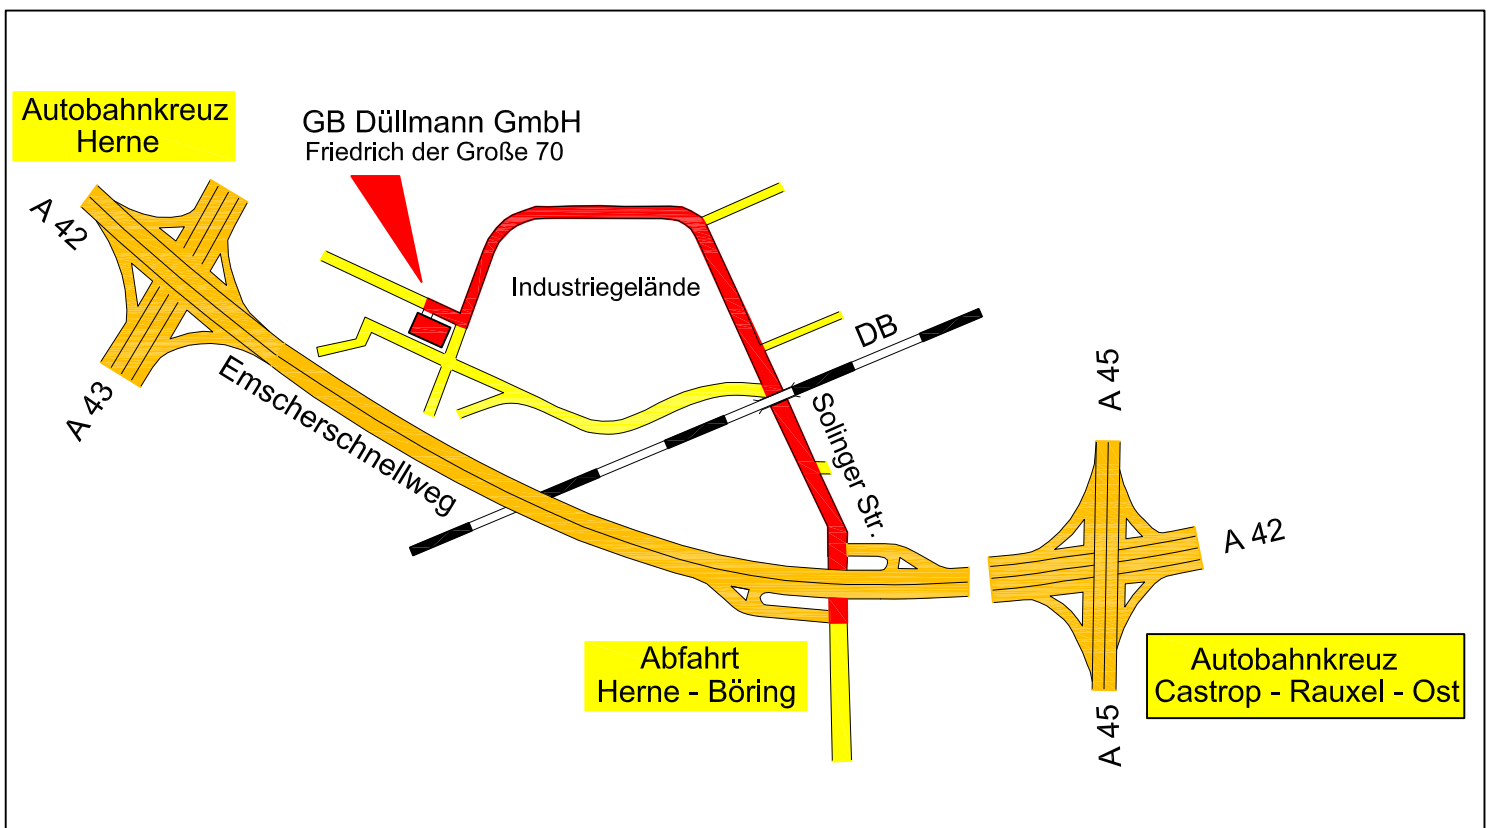 Autobahnkreuz
Herne
GB Düllmann GmbH
Friedrich der Große 70
A 42
A 43
Emscherschnellweg
Industriegelände
DB
Solinger Str.
A 45
A 42
Abfahrt
Herne - Böring
Autobahnkreuz
Castrop - Rauxel - Ost
A 45